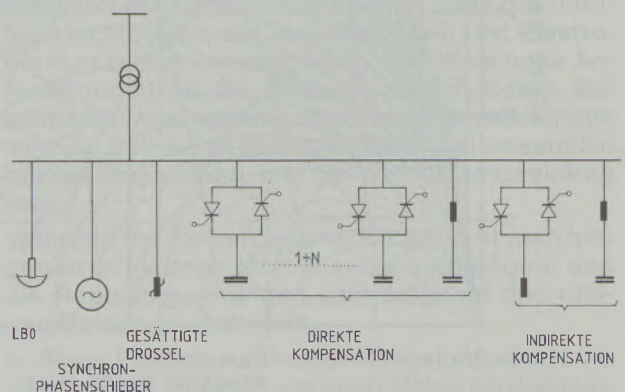 1÷N
LBO
SYNCHRON-
PHASENSCHIEBER
GESÄTTIGTE
DROSSEL
DIREKTE
KOMPENSATION
INDIREKTE
KOMPENSATION